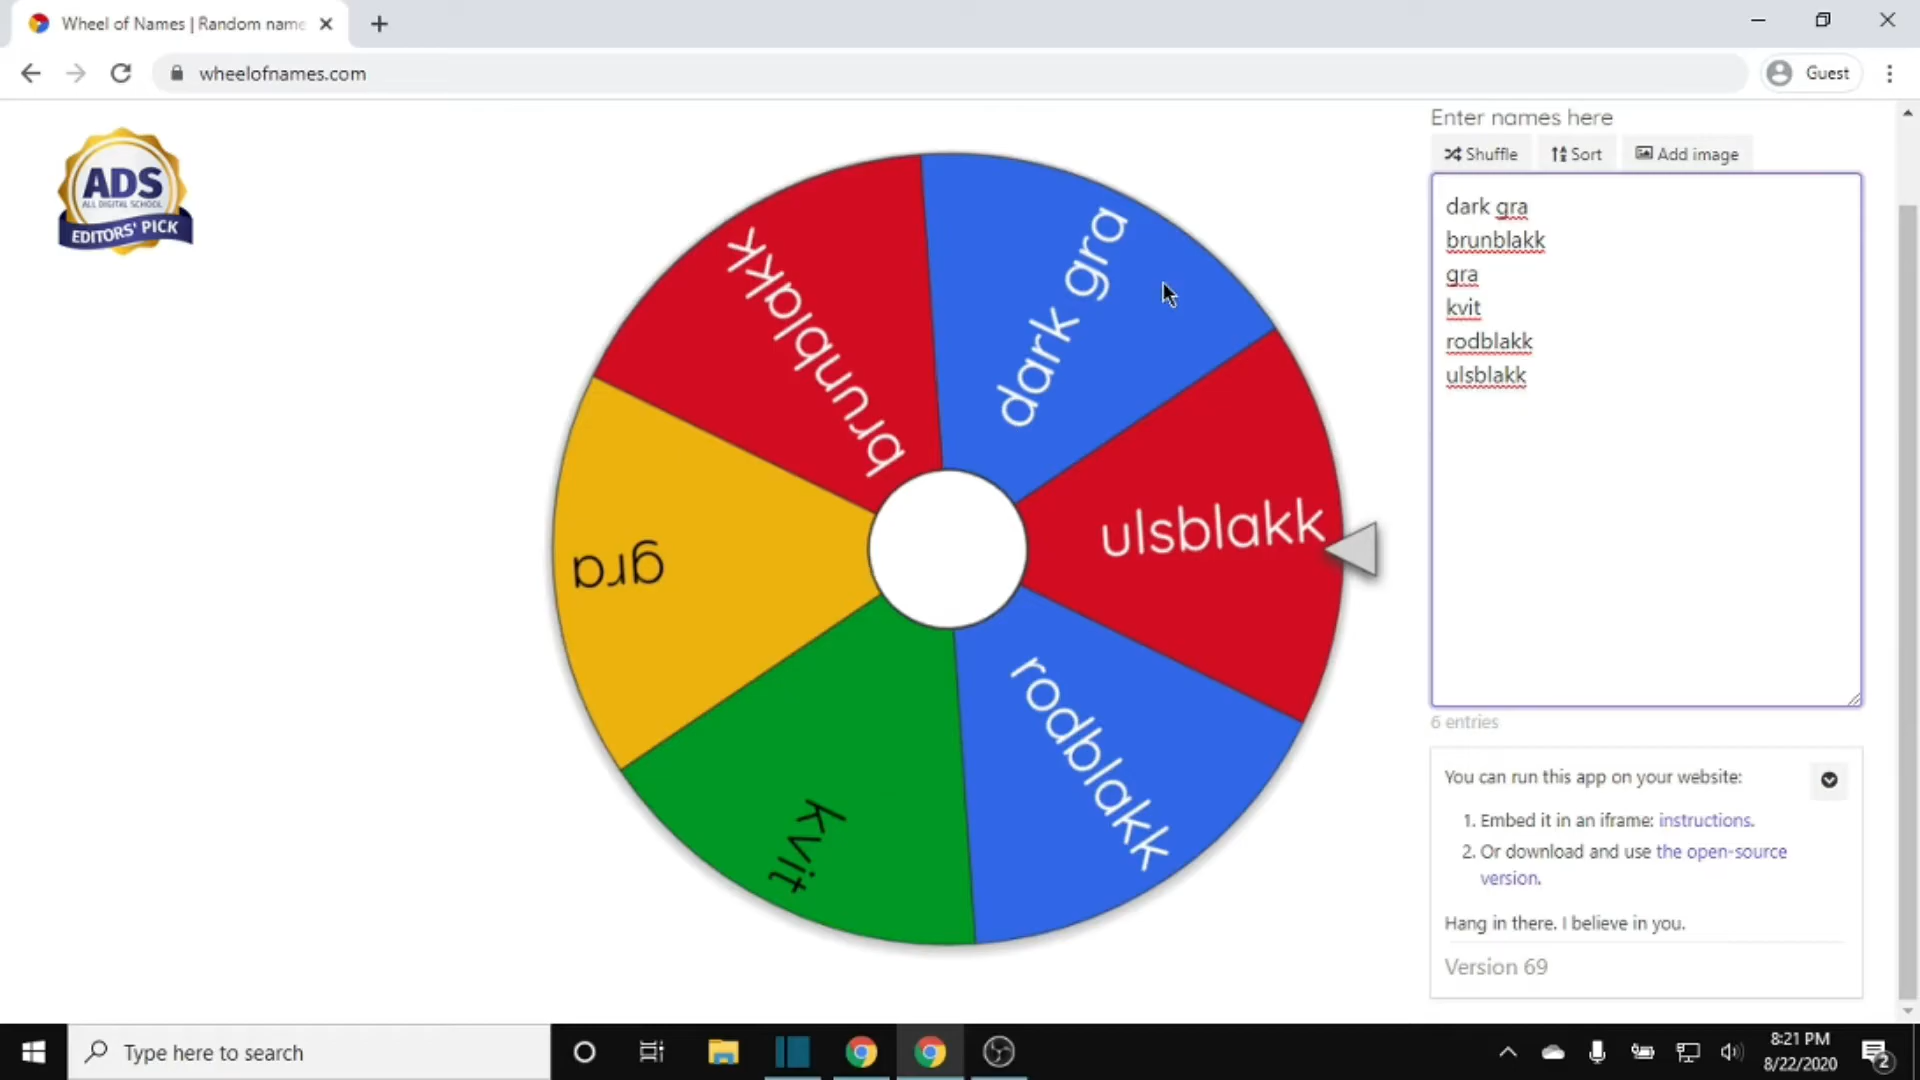 Wheel of Names | Random name
wheelofnames.com
Guest
ADS
ALL DIGITAL SCHOOL
EDITORS' PICK
Enter names here
Shuffle
Sort
Add image
dark gra
brunblakk
gra
kvit
rodblakk
ulsblakk
6 entries
brunblakk
dark gra
ulsblakk
gra
rodblakk
kvit
You can run this app on your website:
1. Embed it in an iframe: instructions.
2. Or download and use the open-source
version.
Hang in there. I believe in you.
Version 69
Type here to search
8:21 PM
8/22/2020
2